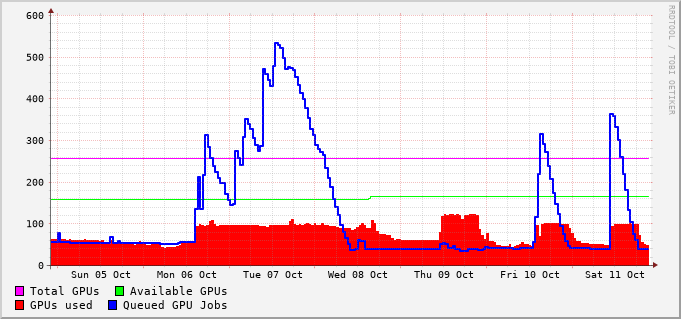 600
500
400
300
200
100
0
Sun 05 Oct Mon 06 Oct Tue 07 Oct Wed 08 Oct Thu 09 Oct Fri 10 Oct Sat 11 Oct
Total GPUs Available GPUs
GPUs used Queued GPU Jobs
RRDTOOL / TOBI OETIKER